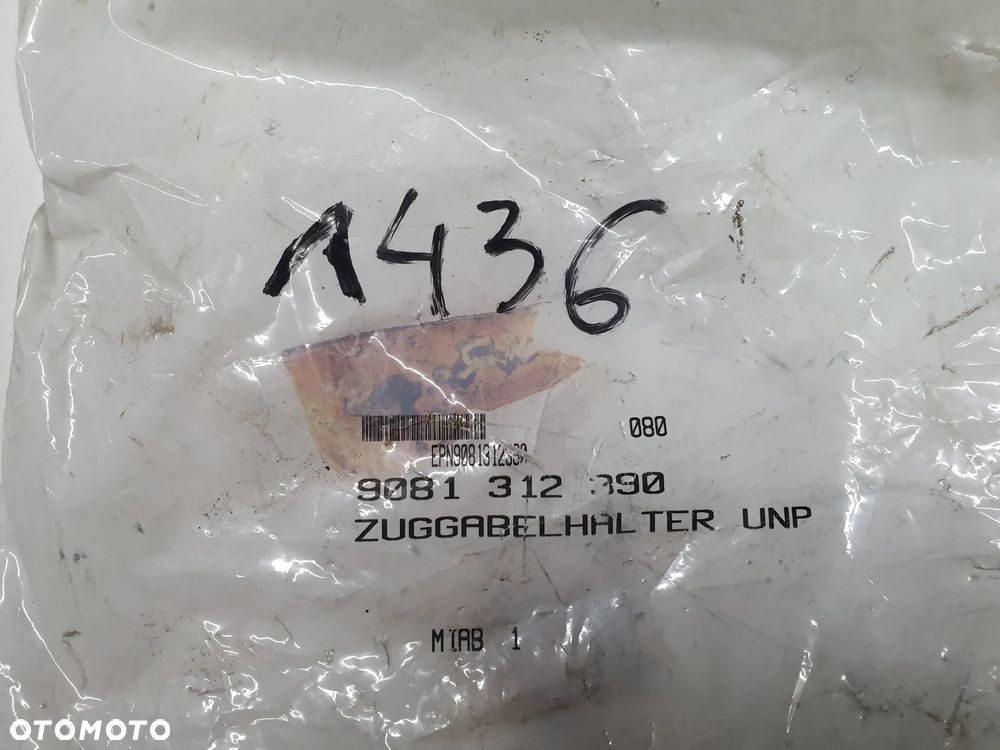 1436
080
EPN9081312390
9081 312 390
ZUGGABELHALTER UNP
MIAB 1
OTOMOTO